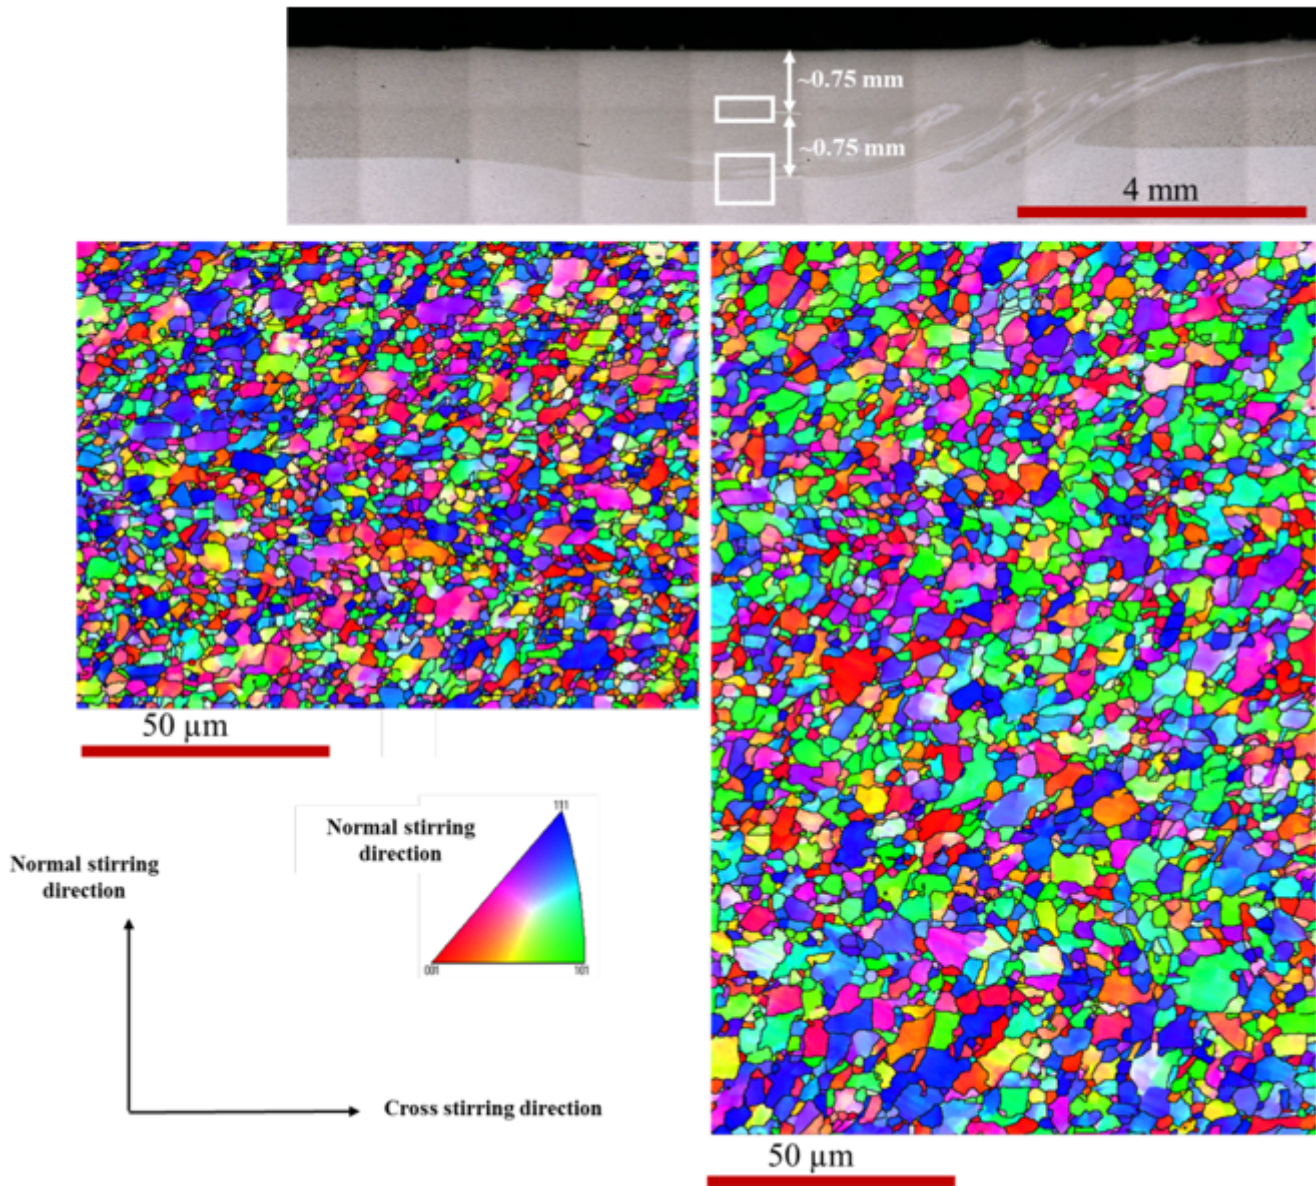 ~0.75 mm
~0.75 mm
4 mm
50 µm
Normal stirring
direction
111
001
101
Normal stirring
direction
Cross stirring direction
50 µm